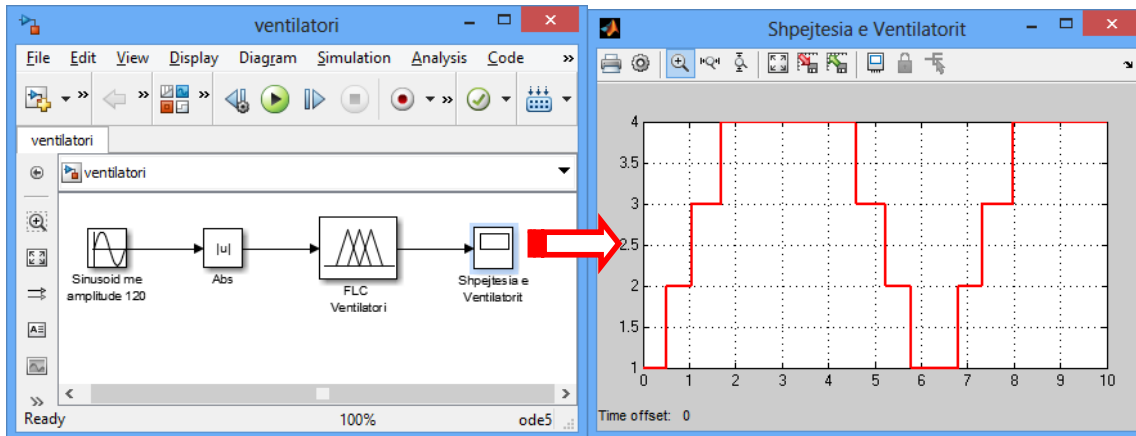 ventilatori
File Edit View Display Diagram Simulation Analysis Code »
» » »
ventilatori
ventilatori
|u|
Sinusoid me
amplitude 120
Abs
FLC
Ventilatori
Shpejtesia e
Ventilatorit
»
Ready 100% ode5
Shpejtesia e Ventilatorit
4
3.5
3
2.5
2
1.5
1
0 1 2 3 4 5 6 7 8 9 10
Time offset: 0